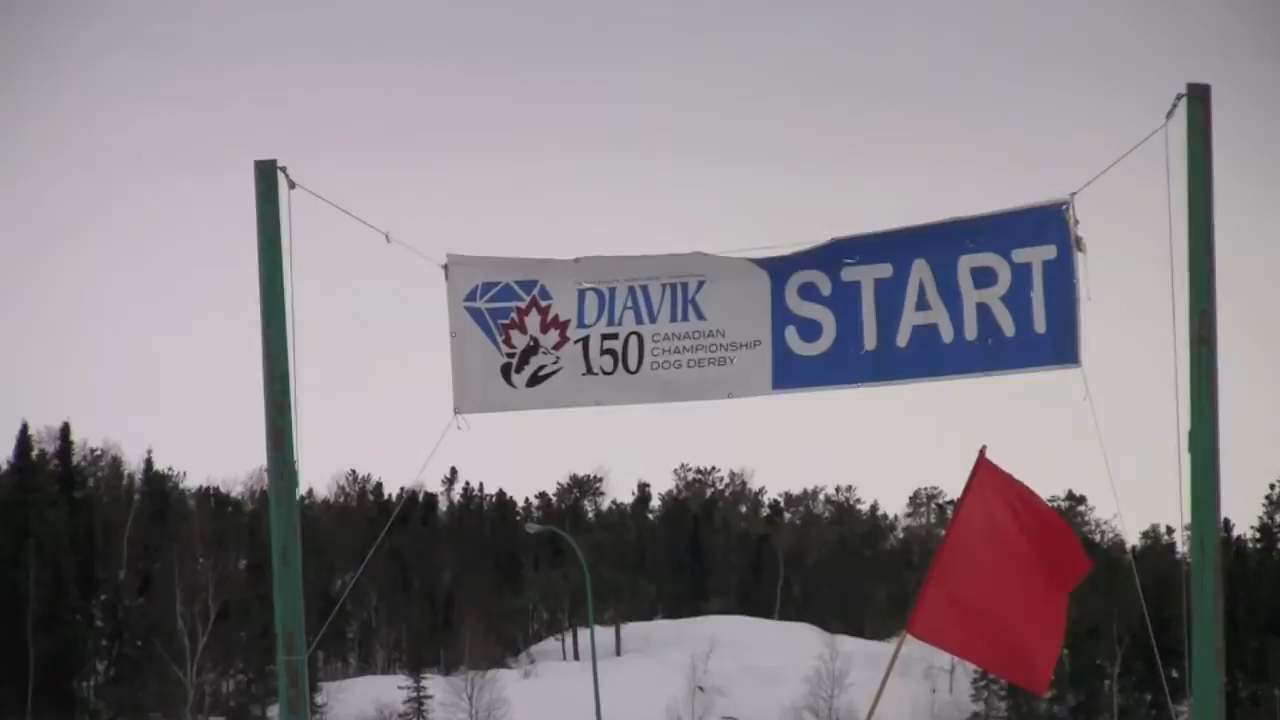 DIAVIK
150 CANADIAN
CHAMPIONSHIP
DOG DERBY
START